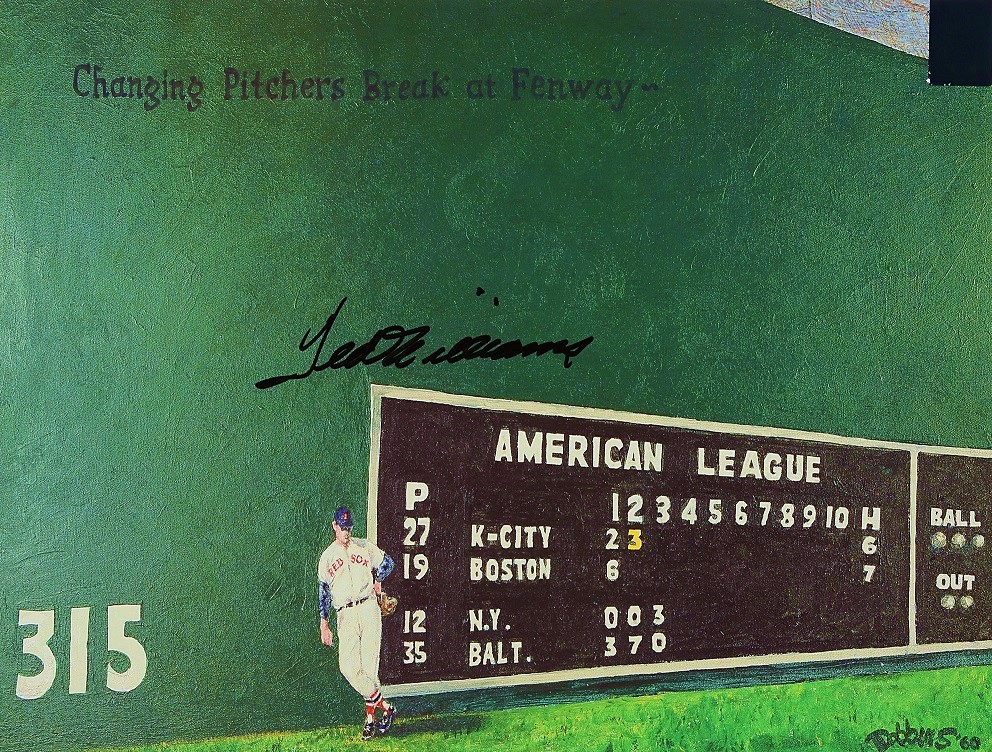 Changing Pitchers Break at Fenway~
Ted Williams
AMERICAN LEAGUE
P 1 2 3 4 5 6 7 8 9 10 H
27 K-CITY 2 3 6
19 BOSTON 6 7
12 N.Y. 0 0 3
35 BALT. 3 7 0
BALL
OUT
RED SOX
315
Dobbins '60